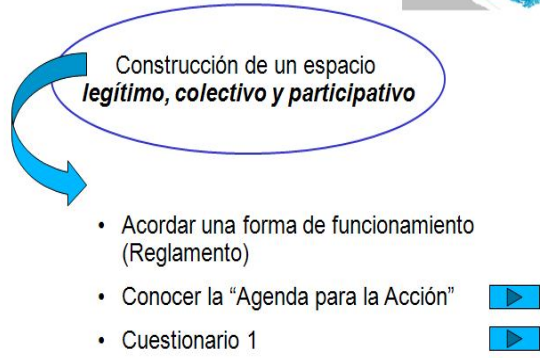 Construcción de un espacio
legítimo, colectivo y participativo
• Acordar una forma de funcionamiento
(Reglamento)
• Conocer la “Agenda para la Acción”
• Cuestionario 1